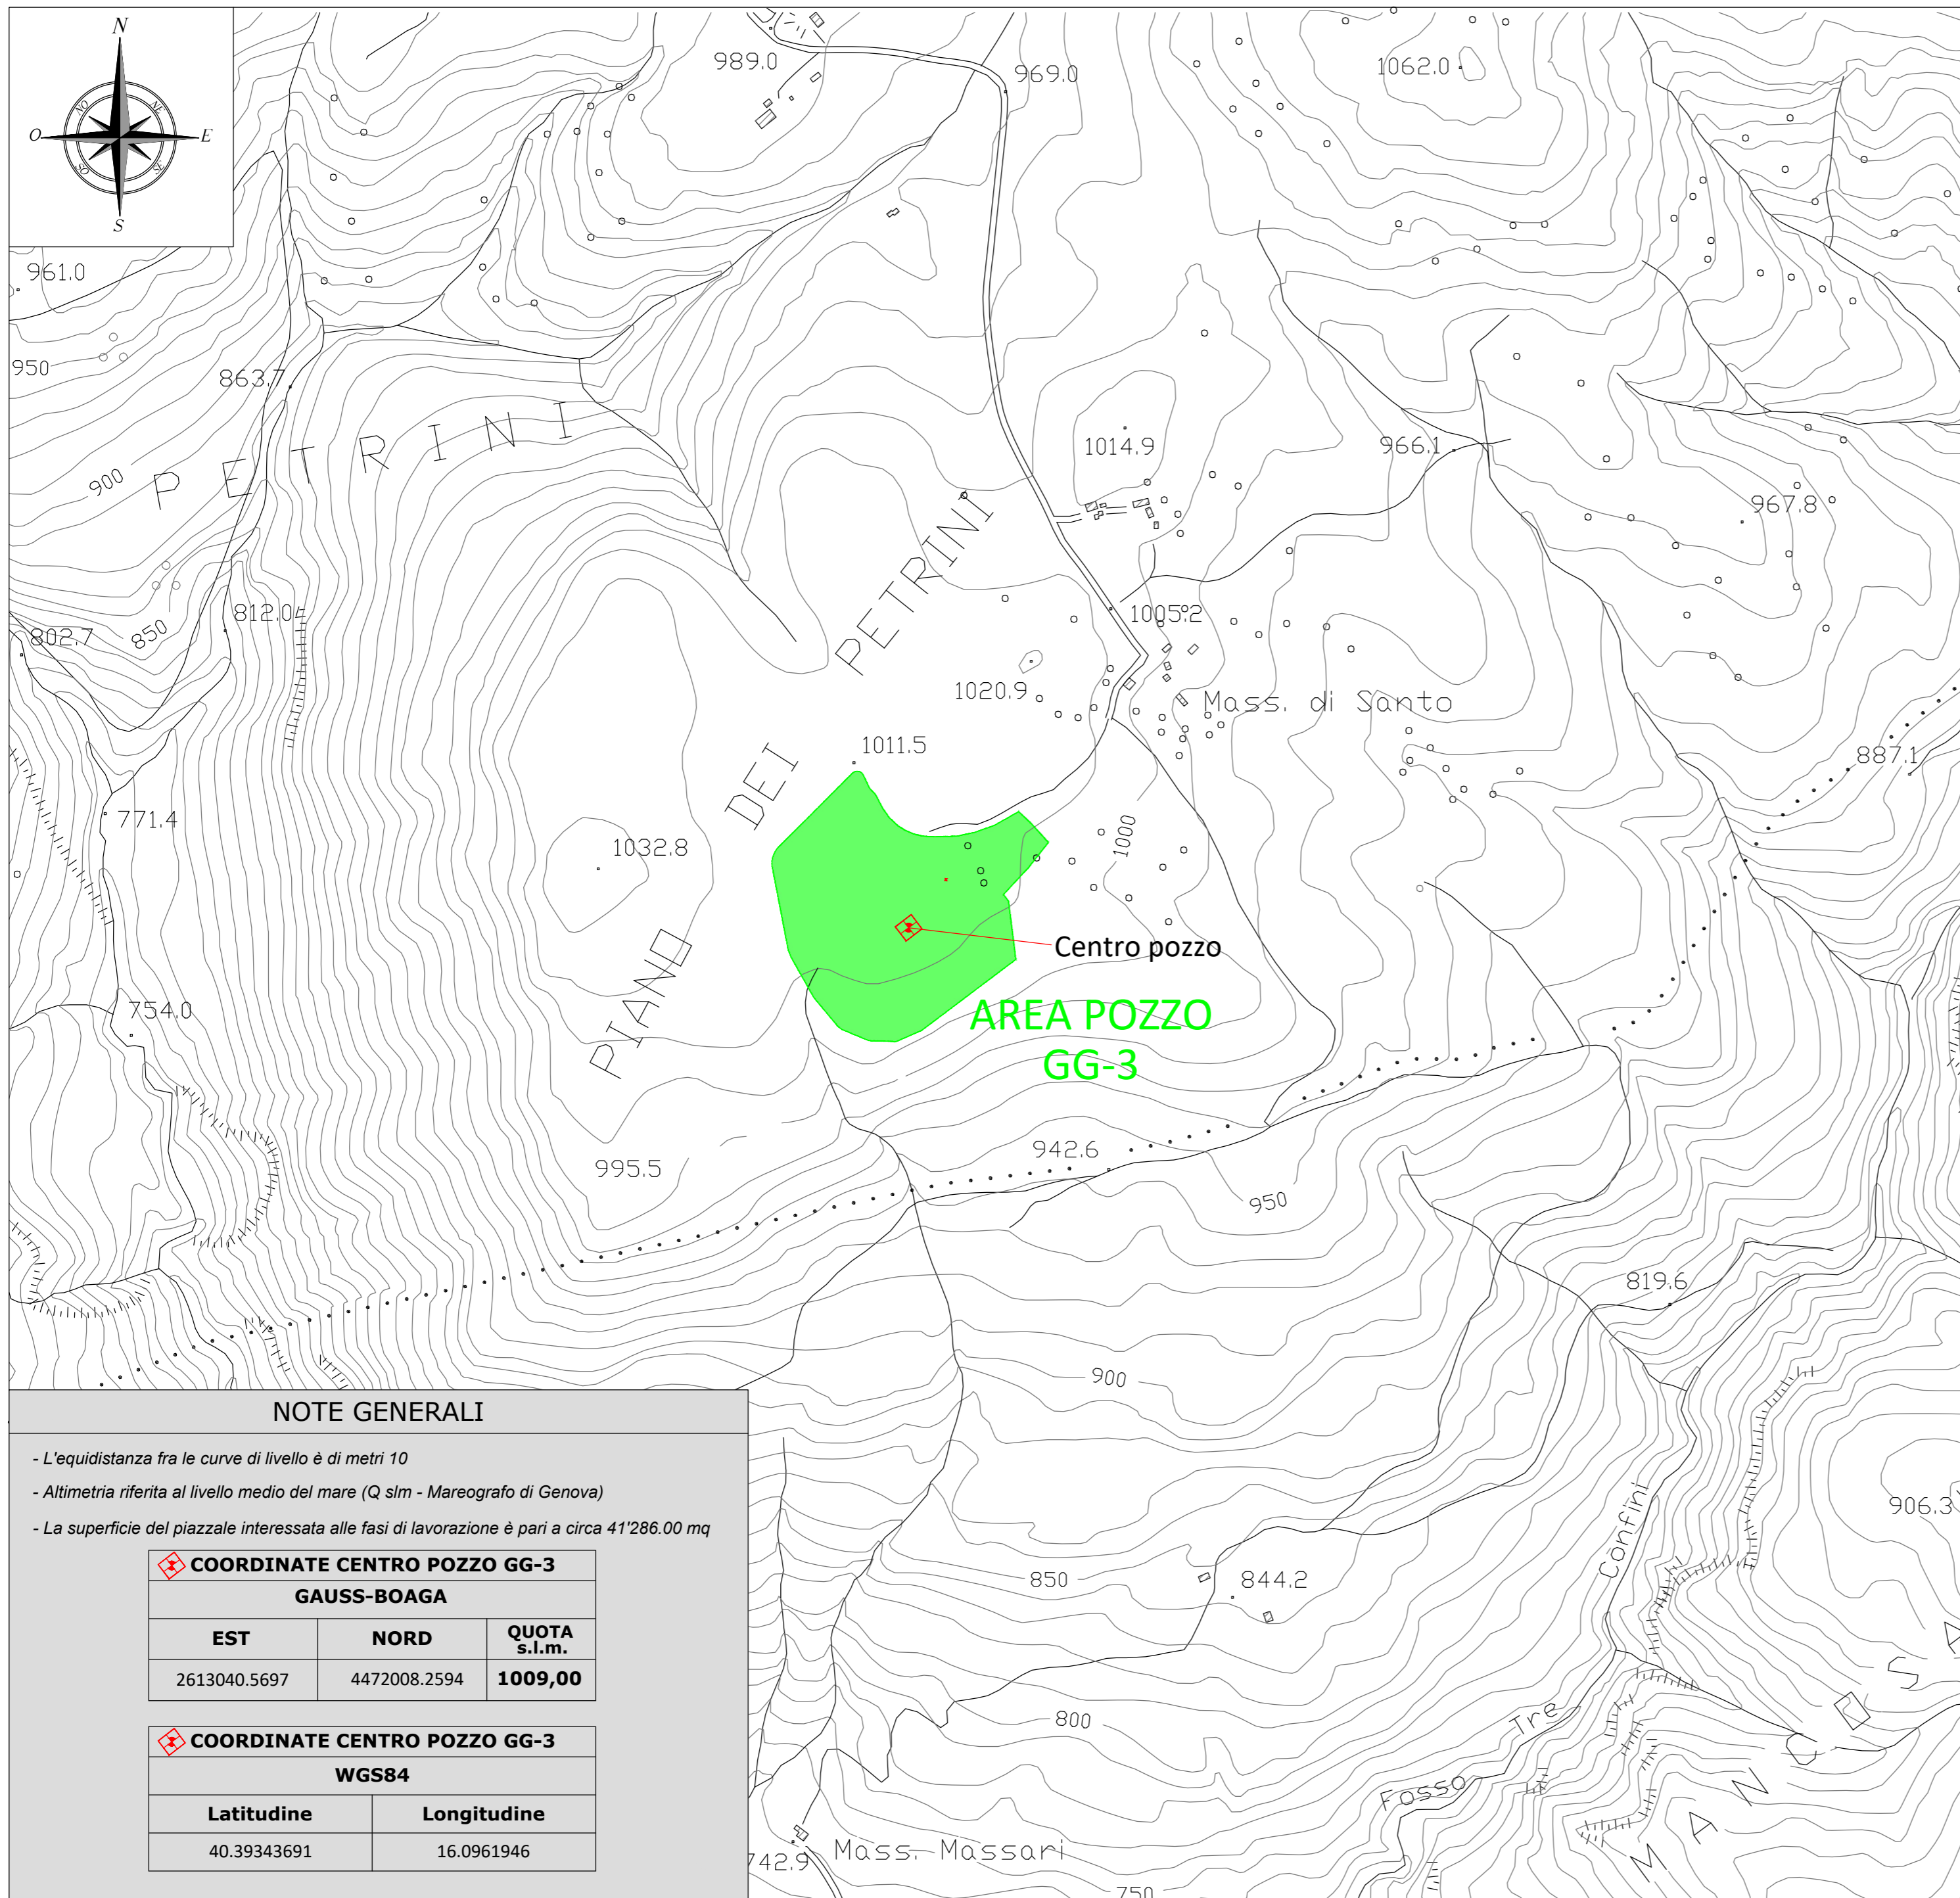 N
NO
NE
O
E
SO
SE
S
989.0
969.0
1062.0
961.0
950
863.7
PETRINI
1014.9
966.1
900
967.8
812.0
850
802.7
1005.2
1020.9
Mass. di Santo
1011.5
887.1
771.4
1032.8
1000
PIANO DEI PETRINI
Centro pozzo
754.0
AREA POZZO
GG-3
995.5
942.6
950
819.6
900
906.3
850
844.2
800
Fosso Tre Confini
742.9
Mass. Massari
750
NOTE GENERALI
- L'equidistanza fra le curve di livello è di metri 10
- Altimetria riferita al livello medio del mare (Q slm - Mareografo di Genova)
- La superficie del piazzale interessata alle fasi di lavorazione è pari a circa 41'286.00 mq
COORDINATE CENTRO POZZO GG-3
GAUSS-BOAGA
EST NORD QUOTA
s.l.m.
2613040.5697 4472008.2594 1009,00
COORDINATE CENTRO POZZO GG-3
WGS84
Latitudine Longitudine
40.39343691 16.0961946